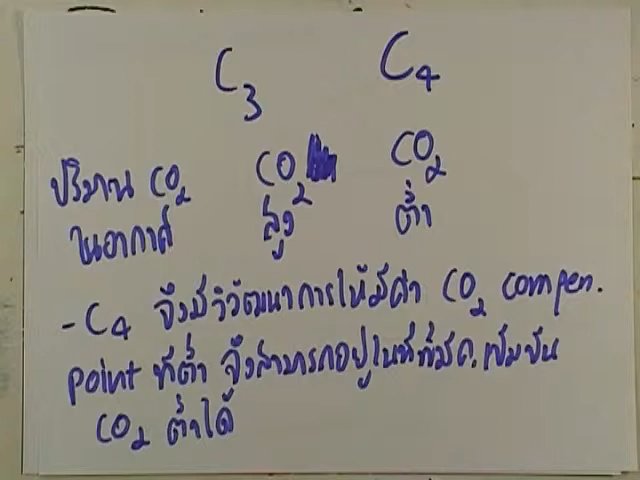 C₃ C₄
ปริมาณ CO₂ CO₂ CO₂
ในอากาศ สูง ต่ำ
- C₄ จึงมีวิวัฒนาการให้มีค่า CO₂ compen.
point ที่ต่ำ จึงสามารถอยู่ในที่ที่มีค.เข้มข้น
CO₂ ต่ำได้